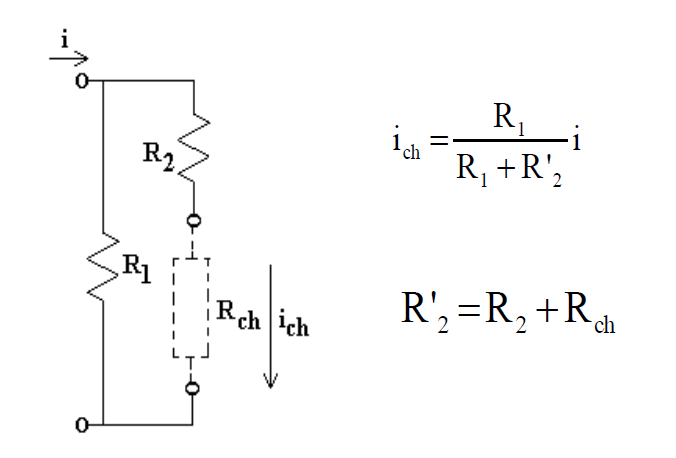 i
R2
R1
Rch
ich
ich = R1 / (R1 + R'2) i
R'2 = R2 + Rch